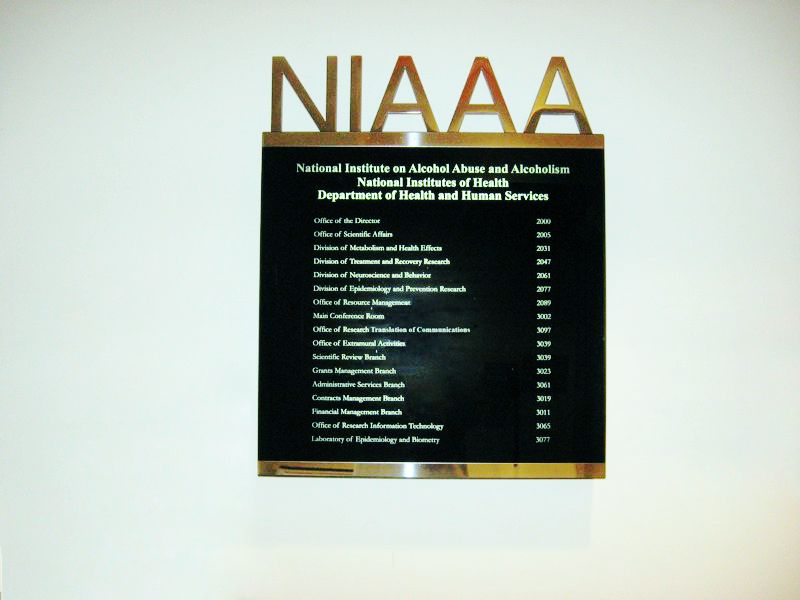 NIAAA
National Institute on Alcohol Abuse and Alcoholism
National Institutes of Health
Department of Health and Human Services
Office of the Director 2000
Office of Scientific Affairs 2005
Division of Metabolism and Health Effects 2031
Division of Treatment and Recovery Research 2047
Division of Neuroscience and Behavior 2061
Division of Epidemiology and Prevention Research 2077
Office of Resource Management 2089
Main Conference Room 3002
Office of Research Translation of Communications 3097
Office of Extramural Activities 3039
Scientific Review Branch 3039
Grants Management Branch 3023
Administrative Services Branch 3061
Contracts Management Branch 3019
Financial Management Branch 3011
Office of Research Information Technology 3065
Laboratory of Epidemiology and Biometry 3077